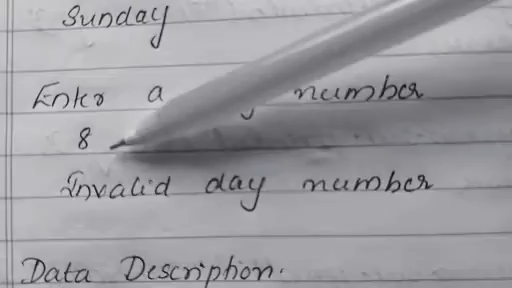 Sunday
Enter a number
8
Invalid day number
Data Description.